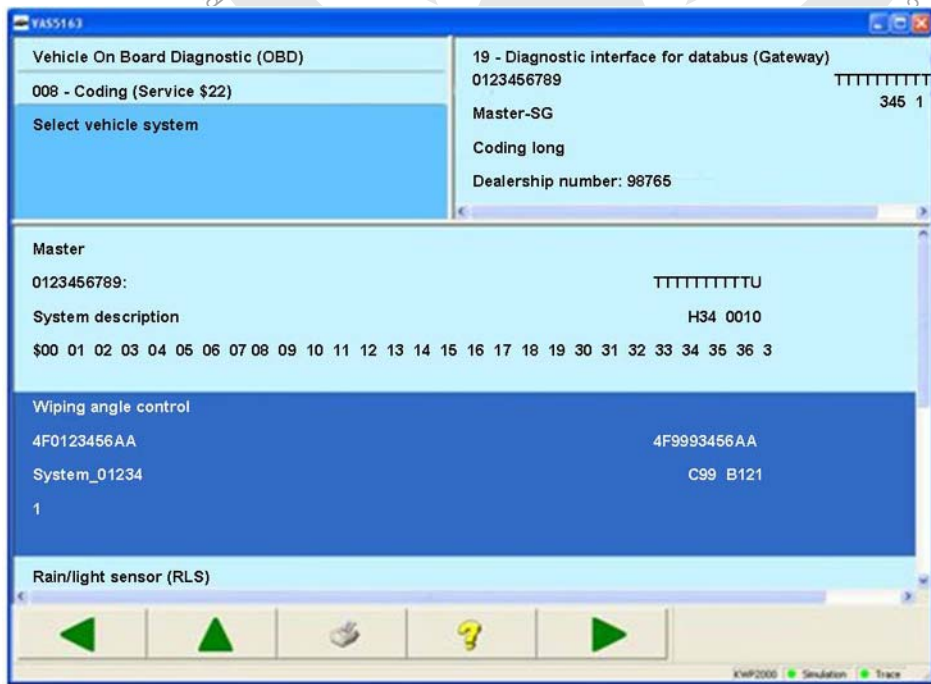 VAS5163
Vehicle On Board Diagnostic (OBD)
008 - Coding (Service $22)
Select vehicle system
19 - Diagnostic interface for databus (Gateway)
0123456789 TTTTTTTTTT
345 1
Master-SG
Coding long
Dealership number: 98765
Master
0123456789: TTTTTTTTTTU
System description H34 0010
$00 01 02 03 04 05 06 07 08 09 10 11 12 13 14 15 16 17 18 19 30 31 32 33 34 35 36 3
Wiping angle control
4F0123456AA 4F9993456AA
System_01234 C99 B121
1
Rain/light sensor (RLS)
KWP2000 Simulation Trace